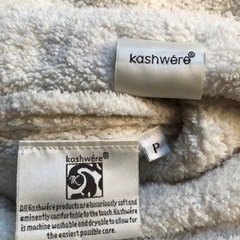 kashwére®
P
kashwére®
All Kashwére products are luxuriously soft and
eminently comfortable to the touch. Kashwére
is machine washable and dryable to allow for
the easiest possible care.